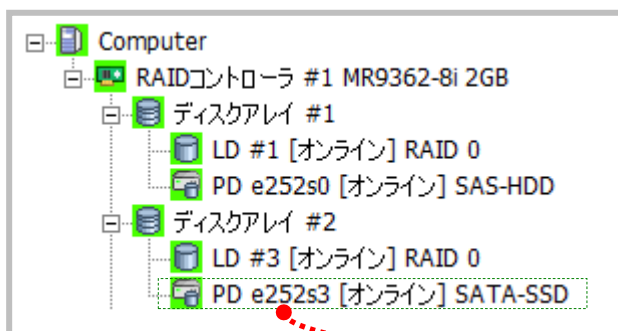 Computer
RAIDコントローラ #1 MR9362-8i 2GB
ディスクアレイ #1
LD #1 [オンライン] RAID 0
PD e252s0 [オンライン] SAS-HDD
ディスクアレイ #2
LD #3 [オンライン] RAID 0
PD e252s3 [オンライン] SATA-SSD